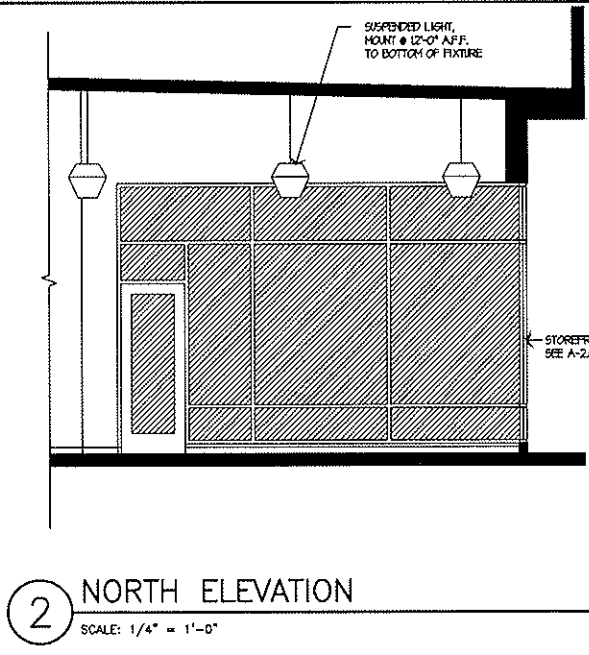 SUSPENDED LIGHT,
MOUNT @ 12'-0" A.F.F.
TO BOTTOM OF FIXTURE
SEE A-2.
2
NORTH ELEVATION
SCALE: 1/4" = 1'-0"